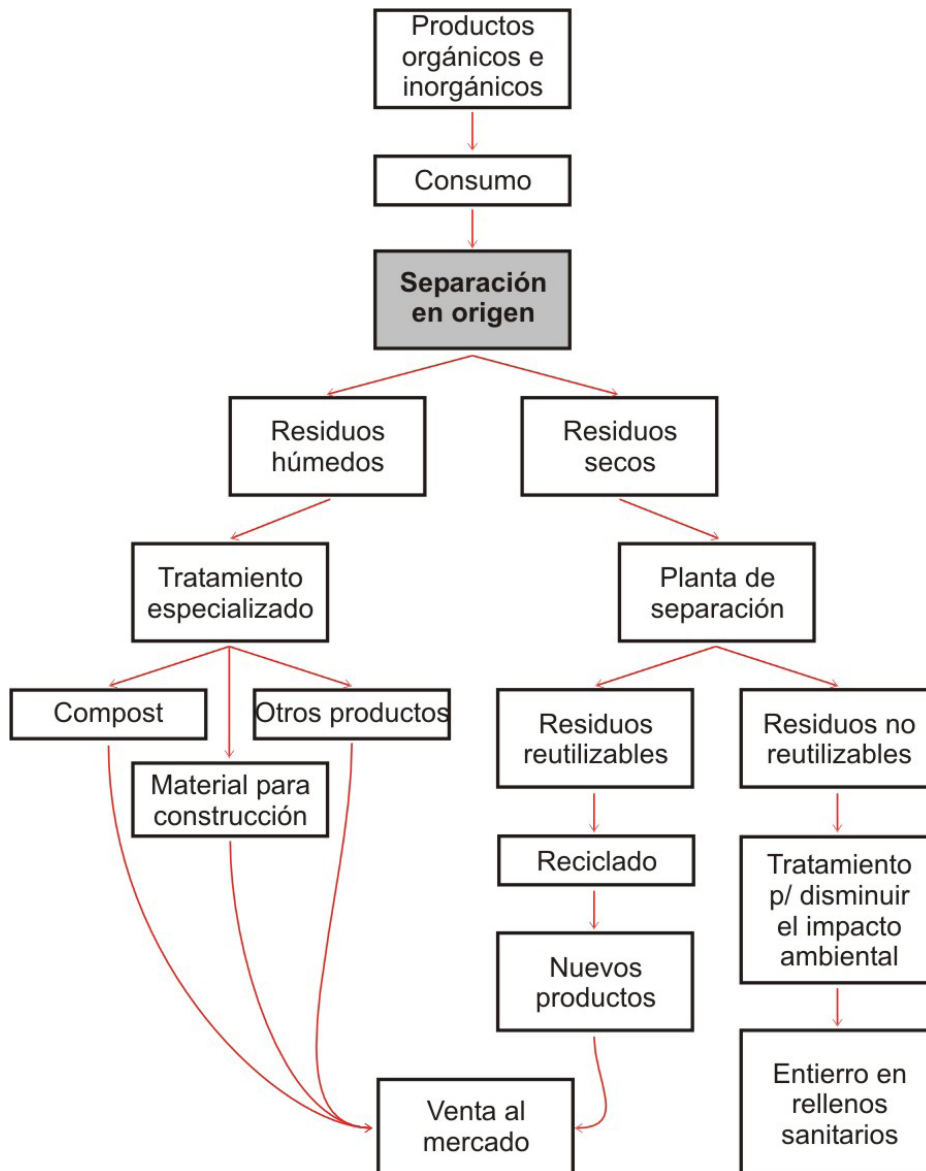 Productos
orgánicos e
inorgánicos
Consumo
Separación
en origen
Residuos
húmedos
Residuos
secos
Tratamiento
especializado
Planta de
separación
Compost
Otros productos
Material para
construcción
Residuos
reutilizables
Residuos no
reutilizables
Reciclado
Tratamiento
p/ disminuir
el impacto
ambiental
Nuevos
productos
Entierro en
rellenos
sanitarios
Venta al
mercado